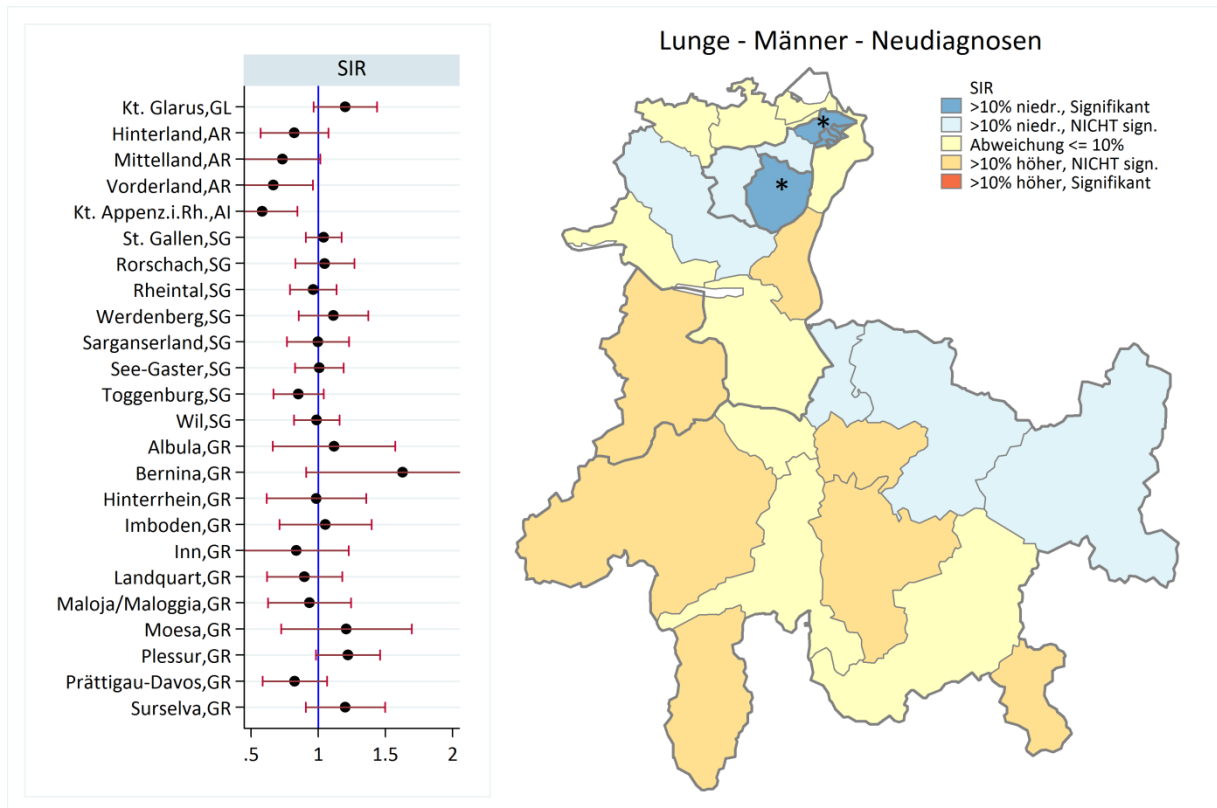 SIR
Kt. Glarus,GL
Hinterland,AR
Mittelland,AR
Vorderland,AR
Kt. Appenz.i.Rh.,AI
St. Gallen,SG
Rorschach,SG
Rheintal,SG
Werdenberg,SG
Sarganserland,SG
See-Gaster,SG
Toggenburg,SG
Wil,SG
Albula,GR
Bernina,GR
Hinterrhein,GR
Imboden,GR
Inn,GR
Landquart,GR
Maloja/Maloggia,GR
Moesa,GR
Plessur,GR
Prättigau-Davos,GR
Surselva,GR
.5 1 1.5 2
Lunge - Männer - Neudiagnosen
SIR
>10% niedr., Signifikant
>10% niedr., NICHT sign.
Abweichung <= 10%
>10% höher, NICHT sign.
>10% höher, Signifikant
*
*